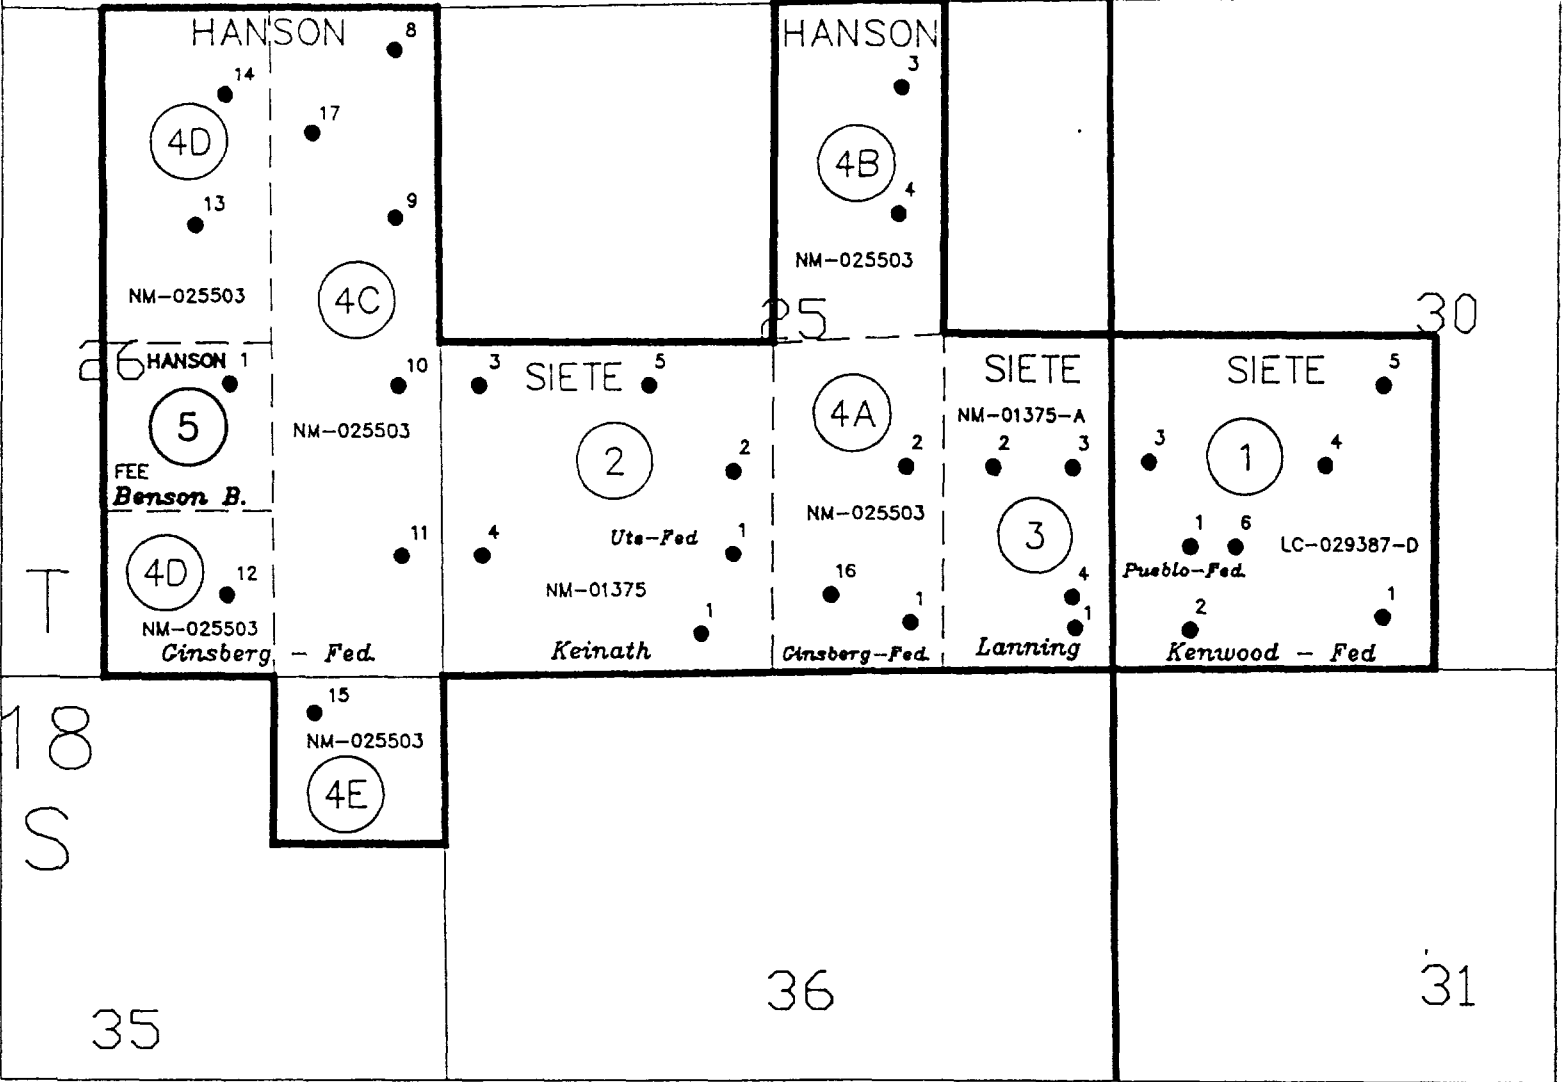 HANSON
8
14
17
4D
13
9
NM-025503
4C
HANSON
3
4B
4
NM-025503
25
30
26
HANSON 1
5
FEE
Benson B.
10
NM-025503
11
4D
12
NM-025503
Ginsberg - Fed.
3
SIETE
5
2
2
Ute-Fed
1
4
NM-01375
1
Keinath
4A
2
NM-025503
16
1
Ginsberg-Fed.
SIETE
NM-01375-A
2
3
3
4
1
Lanning
SIETE
5
3
1
4
1
6
LC-029387-D
Pueblo-Fed.
2
1
Kenwood - Fed
T
18
S
15
NM-025503
4E
35
36
31